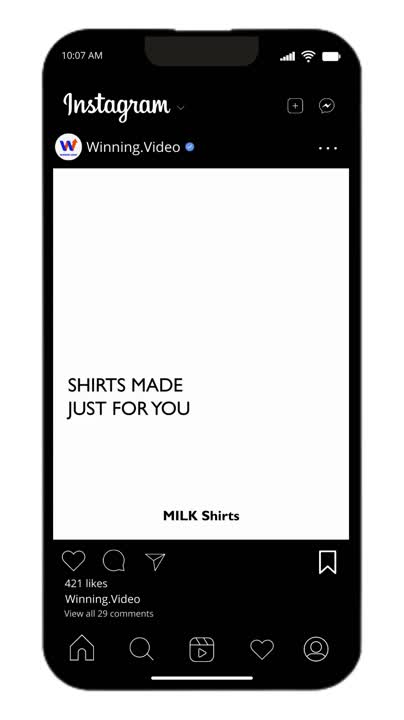 10:07 AM
Instagram
Winning.Video
SHIRTS MADE
JUST FOR YOU
MILK Shirts
421 likes
Winning.Video
View all 29 comments